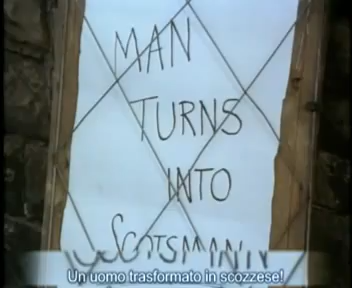 MAN
TURNS
INTO
SCOTSMAN
Un uomo trasformato in scozzese!